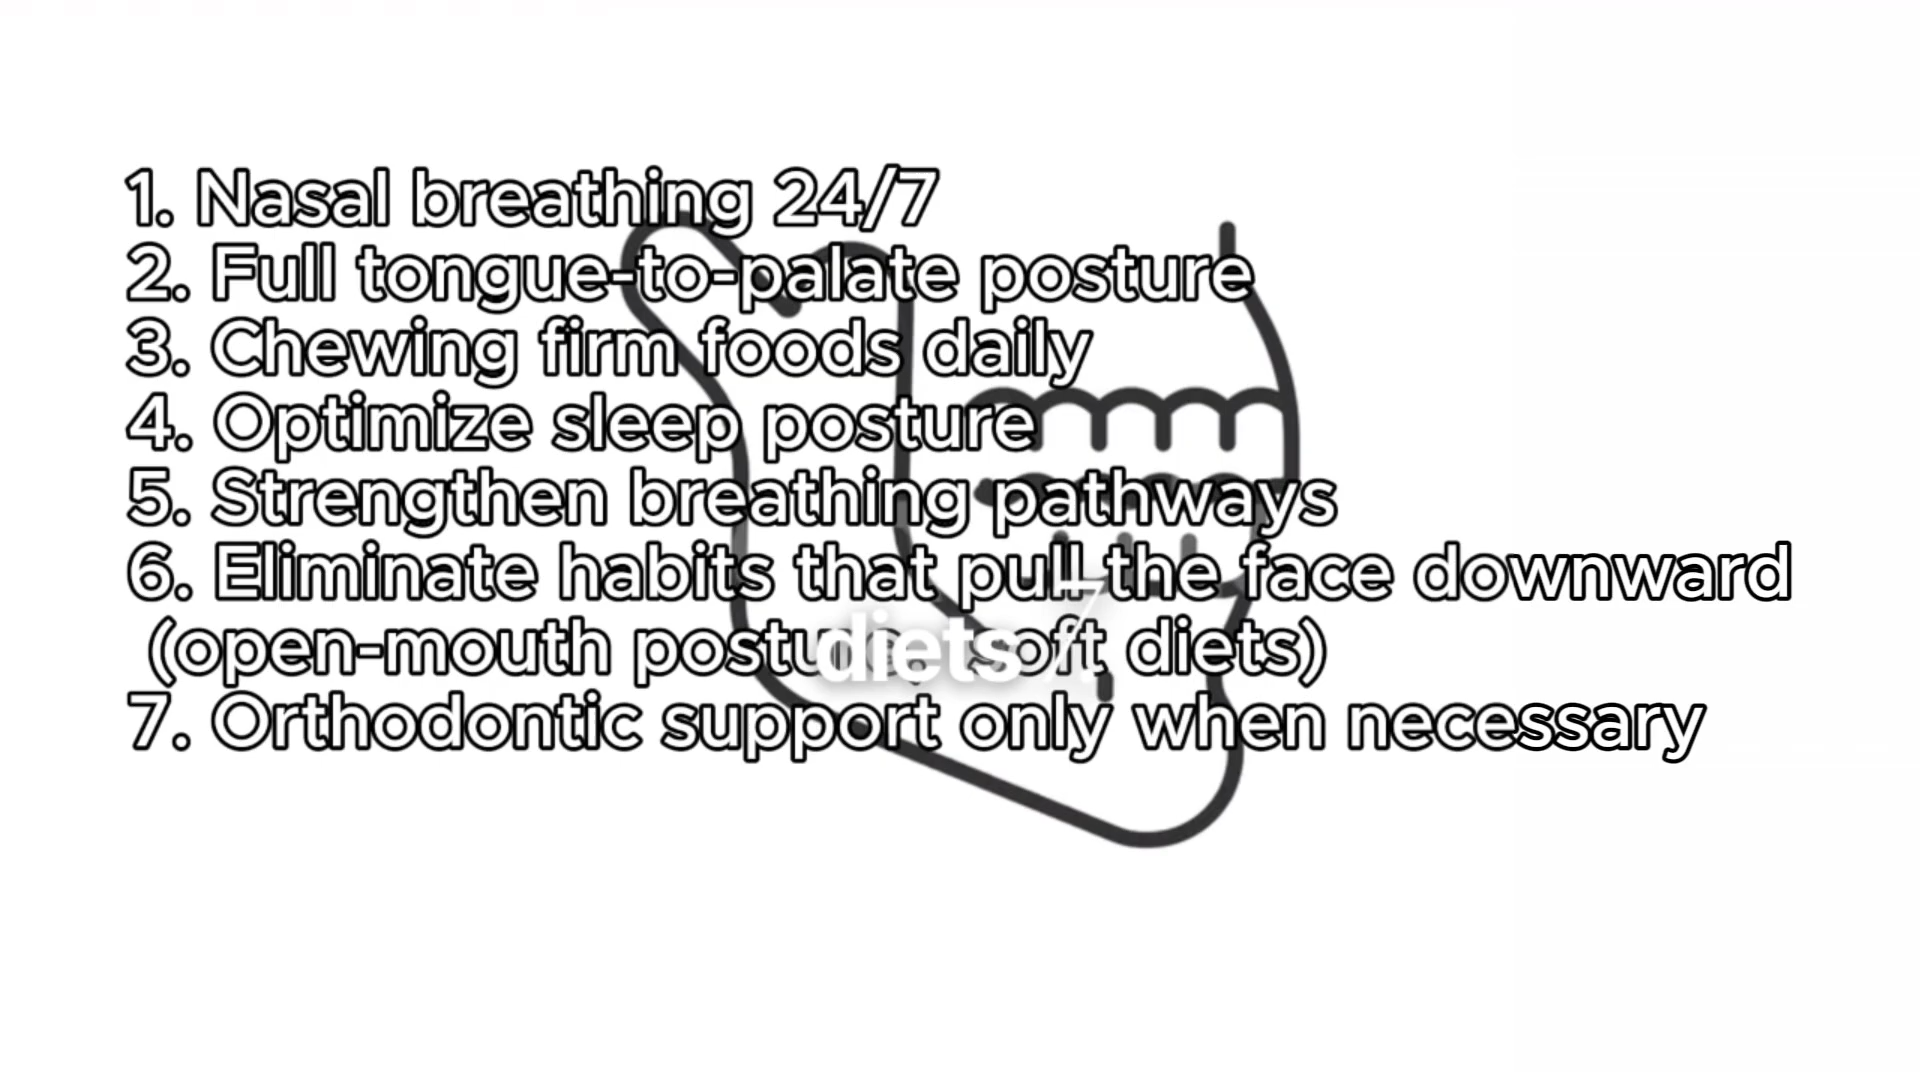 1. Nasal breathing 24/7
2. Full tongue-to-palate posture
3. Chewing firm foods daily
4. Optimize sleep posture
5. Strengthen breathing pathways
6. Eliminate habits that pull the face downward
(open-mouth posture, soft diets)
7. Orthodontic support only when necessary
diets 7